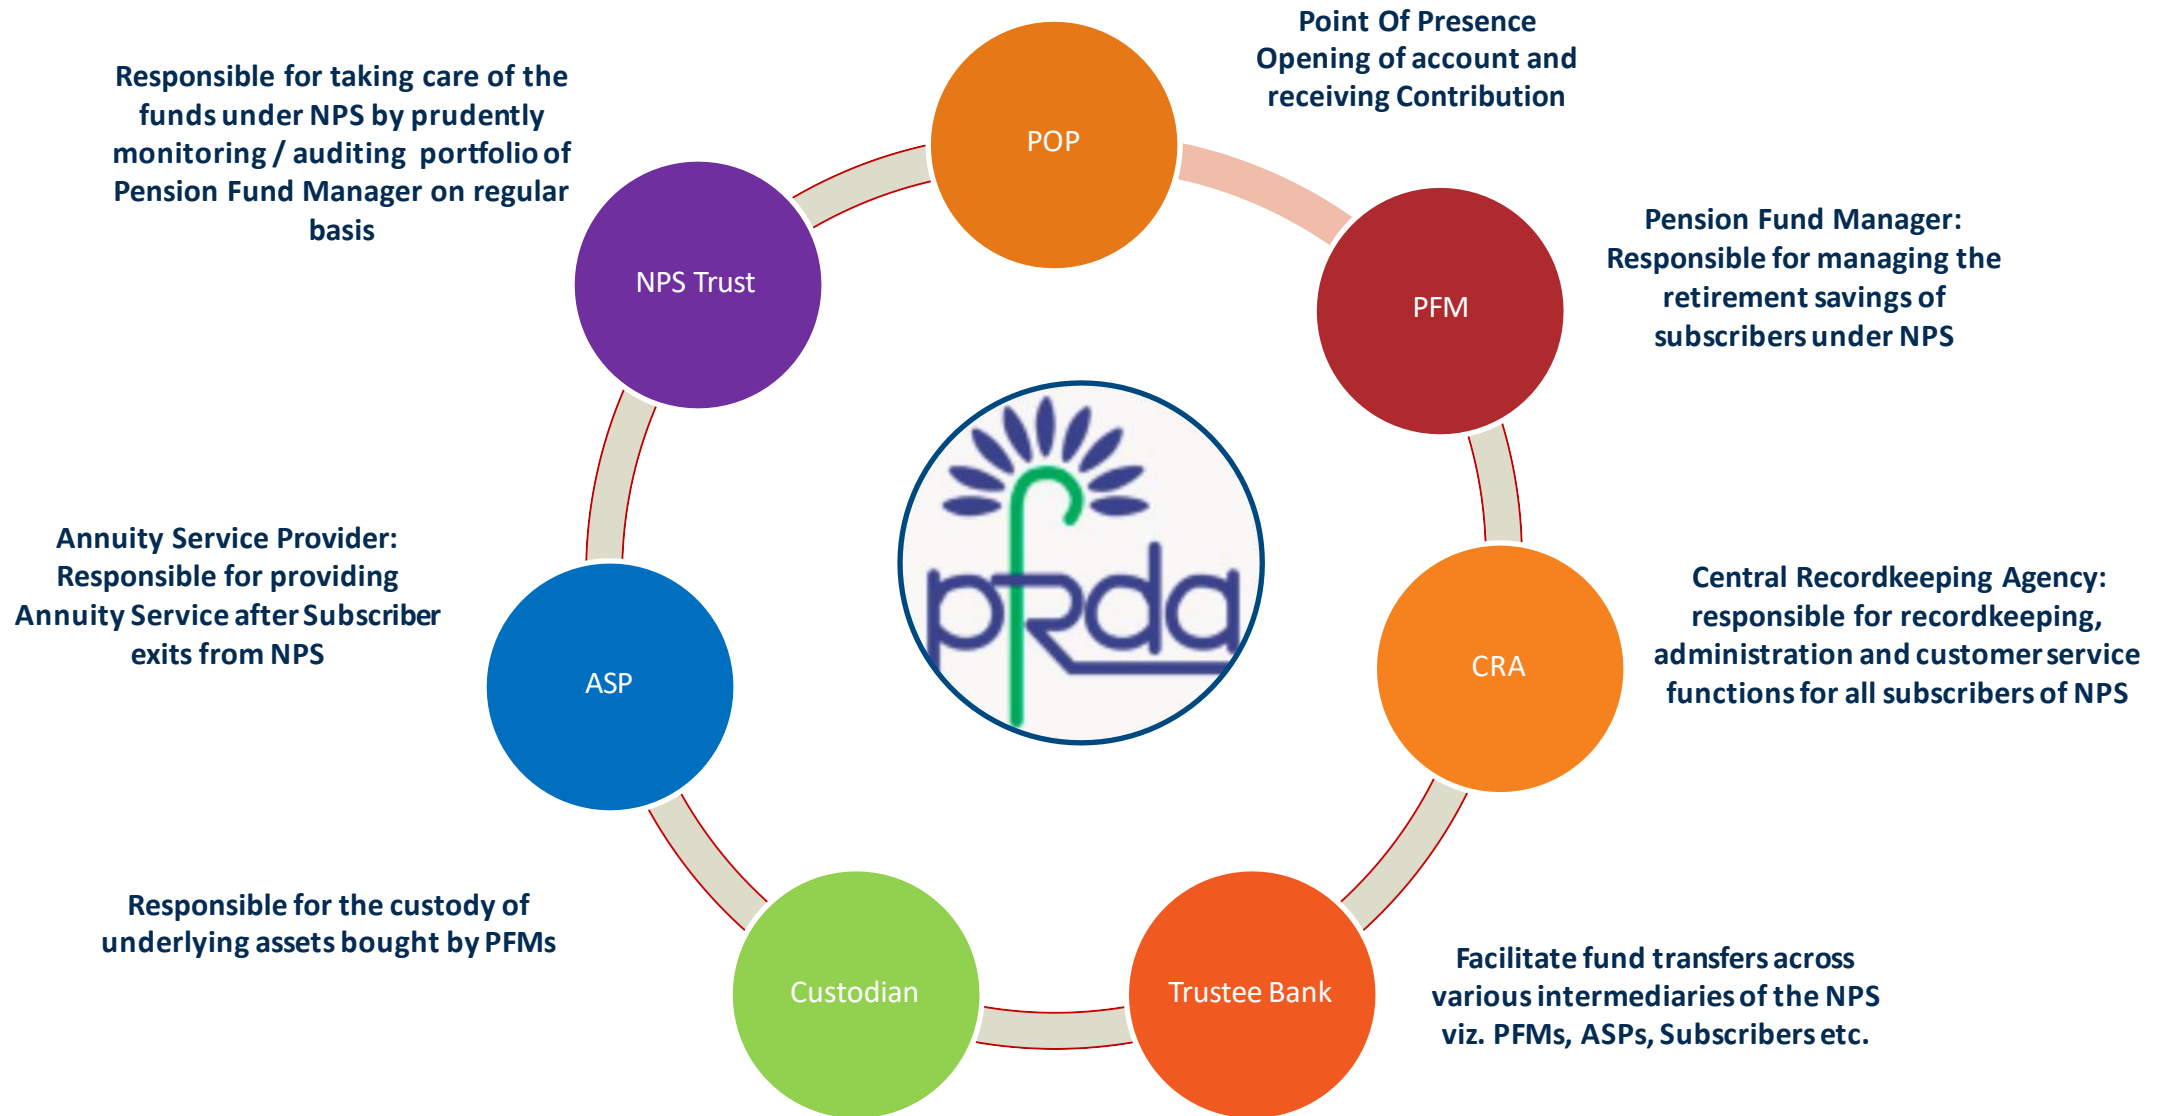 Point Of Presence
Opening of account and
receiving Contribution
POP
Responsible for taking care of the
funds under NPS by prudently
monitoring / auditing portfolio of
Pension Fund Manager on regular
basis
NPS Trust
Pension Fund Manager:
Responsible for managing the
retirement savings of
subscribers under NPS
PFM
pfrda
Annuity Service Provider:
Responsible for providing
Annuity Service after Subscriber
exits from NPS
ASP
Central Recordkeeping Agency:
responsible for recordkeeping,
administration and customer service
functions for all subscribers of NPS
CRA
Responsible for the custody of
underlying assets bought by PFMs
Custodian
Trustee Bank
Facilitate fund transfers across
various intermediaries of the NPS
viz. PFMs, ASPs, Subscribers etc.